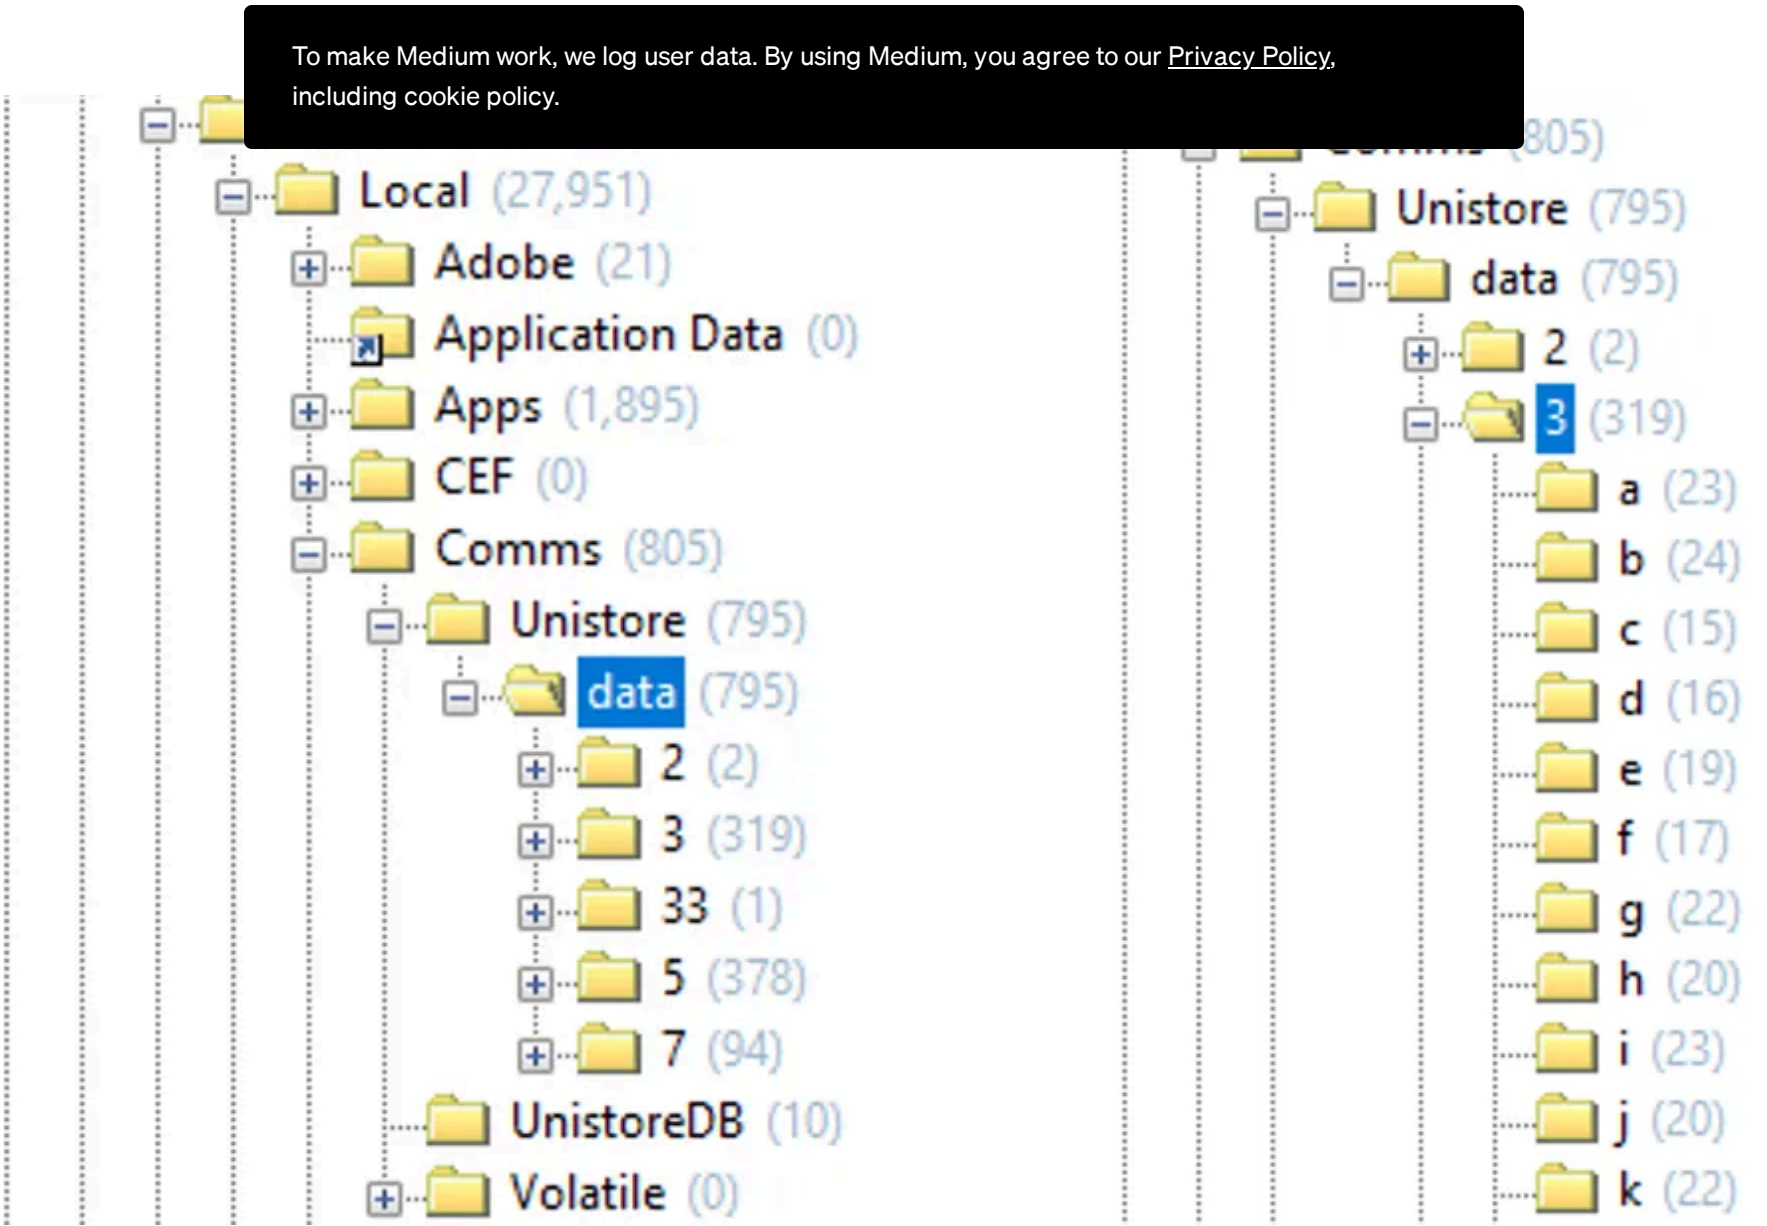 To make Medium work, we log user data. By using Medium, you agree to our Privacy Policy,
including cookie policy.
Local (27,951)
Adobe (21)
Application Data (0)
Apps (1,895)
CEF (0)
Comms (805)
Unistore (795)
data (795)
2 (2)
3 (319)
33 (1)
5 (378)
7 (94)
UnistoreDB (10)
Volatile (0)
Comms (805)
Unistore (795)
data (795)
2 (2)
3 (319)
a (23)
b (24)
c (15)
d (16)
e (19)
f (17)
g (22)
h (20)
i (23)
j (20)
k (22)